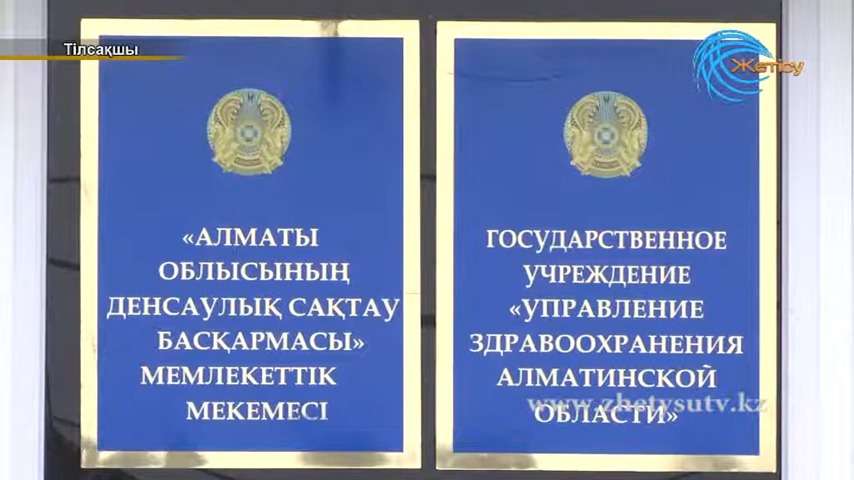 Тілсақшы
Жетісу
«АЛМАТЫ
ОБЛЫСЫНЫҢ
ДЕНСАУЛЫҚ САҚТАУ
БАСҚАРМАСЫ»
МЕМЛЕКЕТТІК
МЕКЕМЕСІ
ГОСУДАРСТВЕННОЕ
УЧРЕЖДЕНИЕ
«УПРАВЛЕНИЕ
ЗДРАВООХРАНЕНИЯ
АЛМАТИНСКОЙ
ОБЛАСТИ»
www.zhetysutv.kz